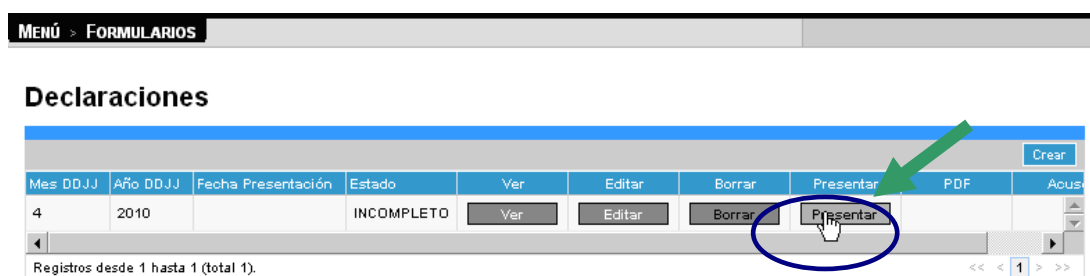 MENÚ > FORMULARIOS
Declaraciones
Crear
Mes DDJJ Año DDJJ Fecha Presentación Estado Ver Editar Borrar Presentar PDF Acus
4 2010 INCOMPLETO Ver Editar Borrar Presentar
Registros desde 1 hasta 1 (total 1). << < 1 > >>